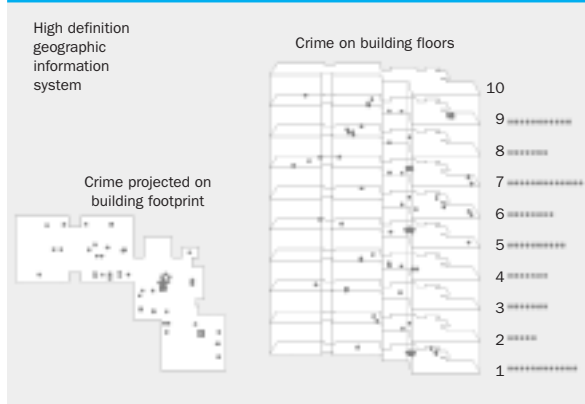 High definition
geographic
information
system
Crime on building floors
Crime projected on
building footprint
10
9
8
7
6
5
4
3
2
1